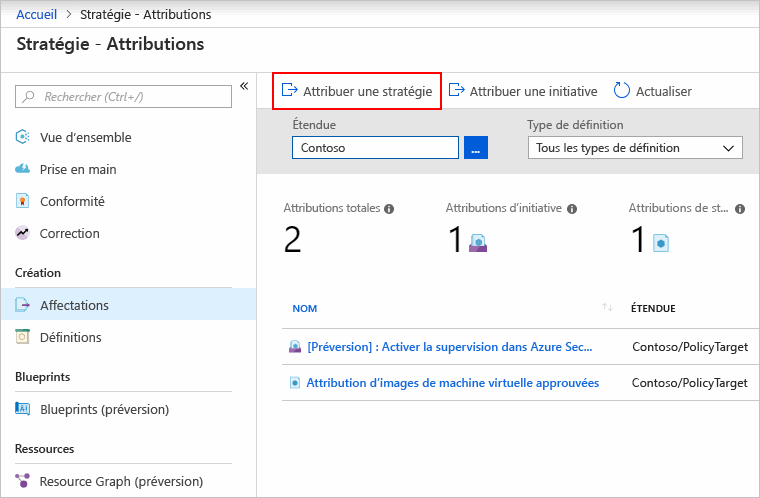 Accueil > Stratégie - Attributions
Stratégie - Attributions
Rechercher (Ctrl+/)
Vue d'ensemble
Prise en main
Conformité
Correction
Création
Affectations
Définitions
Blueprints
Blueprints (préversion)
Ressources
Resource Graph (préversion)
«
Attribuer une stratégie Attribuer une initiative Actualiser
Étendue Type de définition
Contoso ... Tous les types de définition
Attributions totales Attributions d'initiative Attributions de st...
2 1 1
NOM ÉTENDUE
[Préversion] : Activer la supervision dans Azure Sec... Contoso/PolicyTarget
Attribution d'images de machine virtuelle approuvées Contoso/PolicyTarget